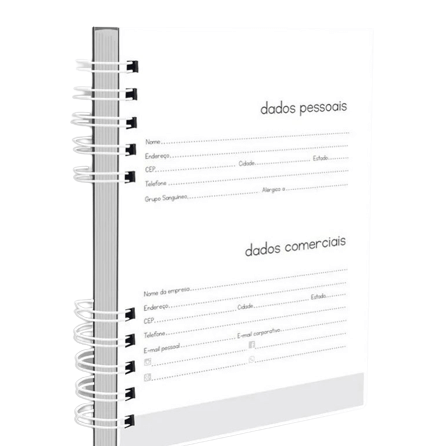 dados pessoais
Nome
Endereço
CEP Cidade Estado
Telefone
Grupo Sanguíneo Alérgico a
dados comerciais
Nome da empresa
Endereço
CEP Cidade Estado
Telefone
E-mail pessoal E-mail corporativo